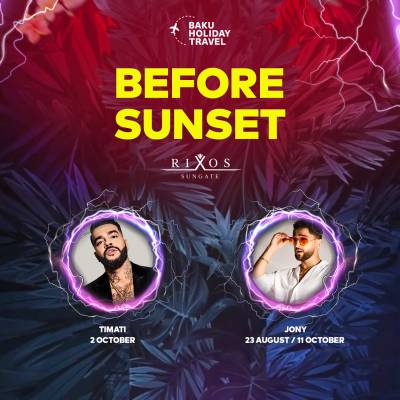 BAKU
HOLIDAY
TRAVEL
BEFORE
SUNSET
RIXOS
SUNGATE
TIMATI
2 OCTOBER
JONY
23 AUGUST / 11 OCTOBER